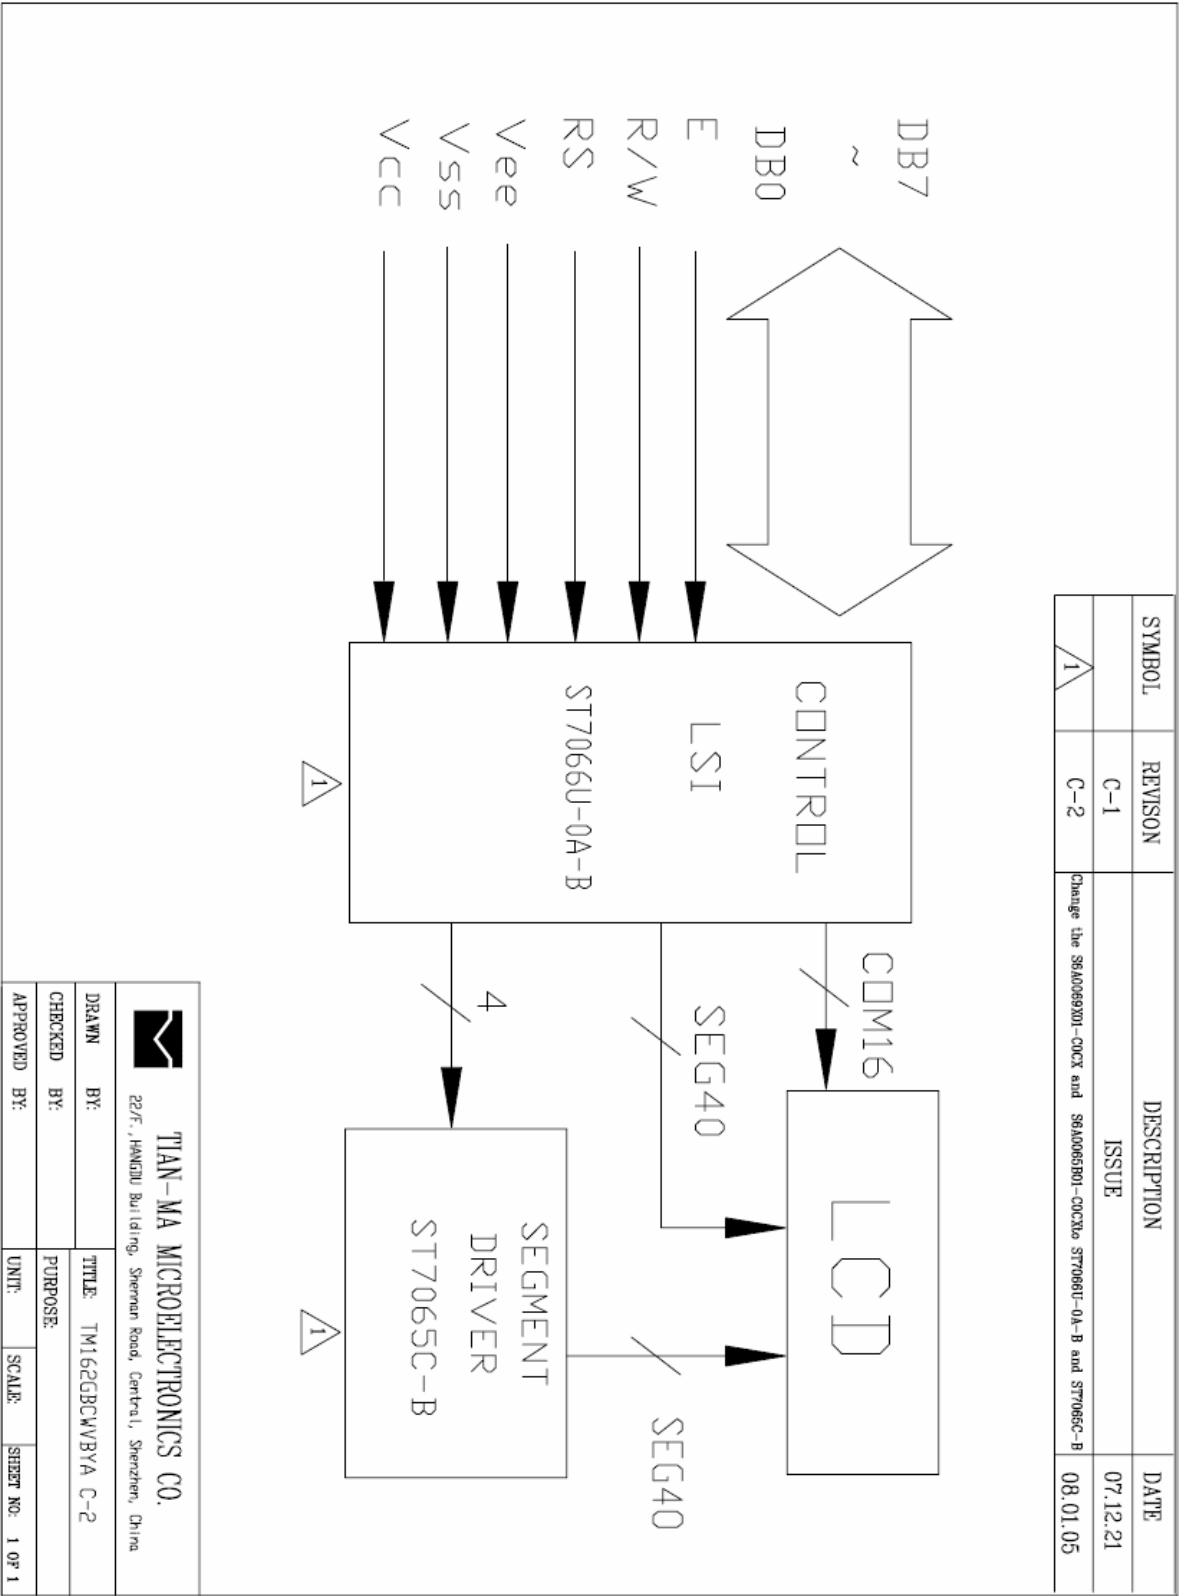 SYMBOL REVISON DESCRIPTION DATE
C-1 ISSUE 07.12.21
1 C-2 Change the S6A0069X01-C0CX and S6A0065B01-C0CXto ST7066U-0A-B and ST7065C-B 08.01.05
DB7
~
DB0
E
R/W
RS
Vee
Vss
Vcc
CONTROL
LSI
ST7066U-0A-B
1
COM16
SEG40
4
LCD
SEGMENT
DRIVER
ST7065C-B
1
SEG40
TIAN-MA MICROELECTRONICS CO.
22/F., HANGDU Building, Shennan Road, Central, Shenzhen, China
DRAWN BY: TITLE: TM162GBCWVBYA C-2
CHECKED BY: PURPOSE:
APPROVED BY: UNIT: SCALE: SHEET NO: 1 OF 1